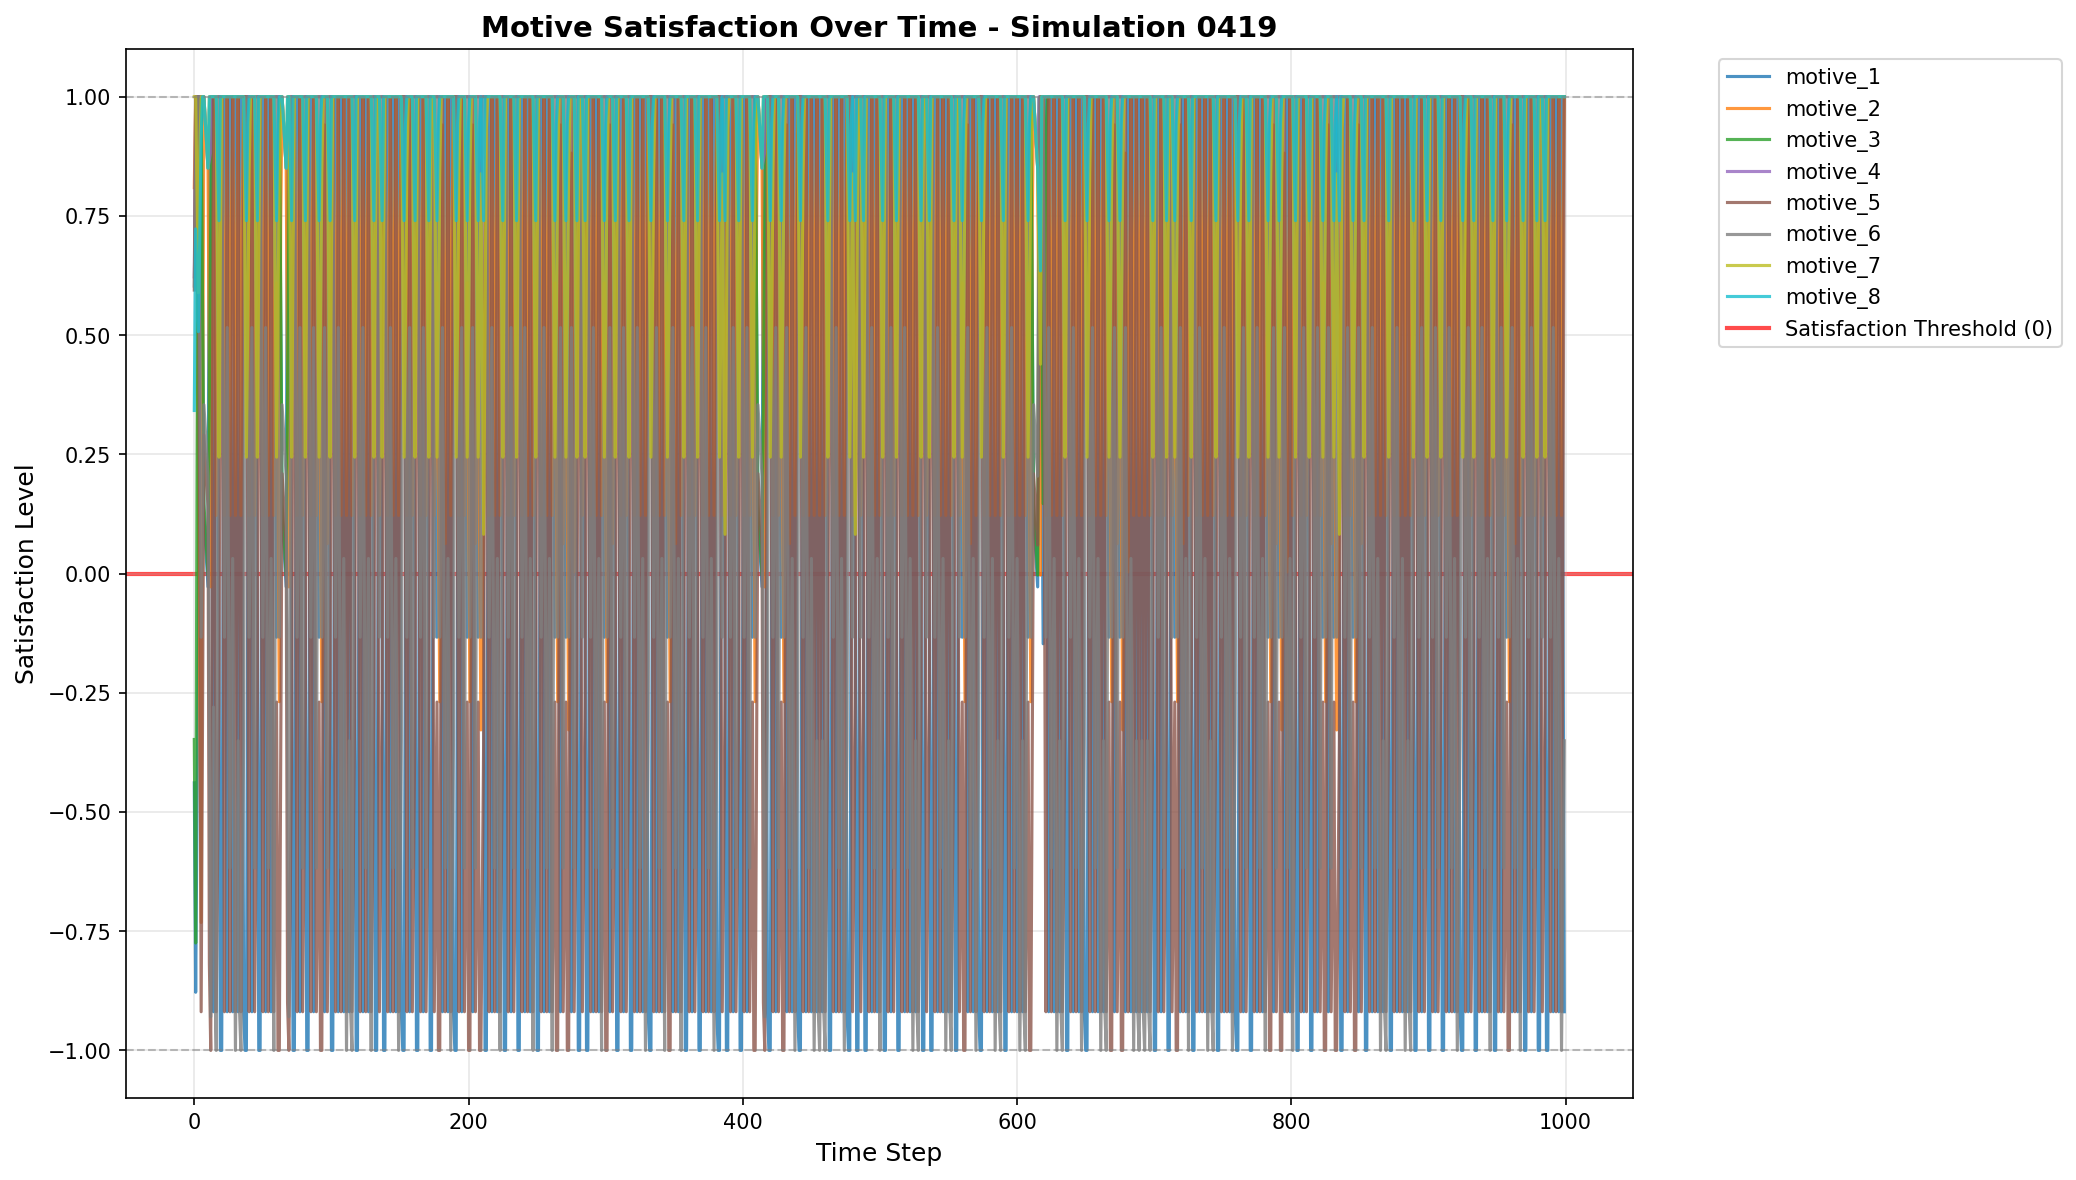 Motive Satisfaction Over Time - Simulation 0419
1.00
0.75
0.50
0.25
0.00
−0.25
−0.50
−0.75
−1.00
Satisfaction Level
0
200
400
600
800
1000
Time Step
motive_1
motive_2
motive_3
motive_4
motive_5
motive_6
motive_7
motive_8
Satisfaction Threshold (0)